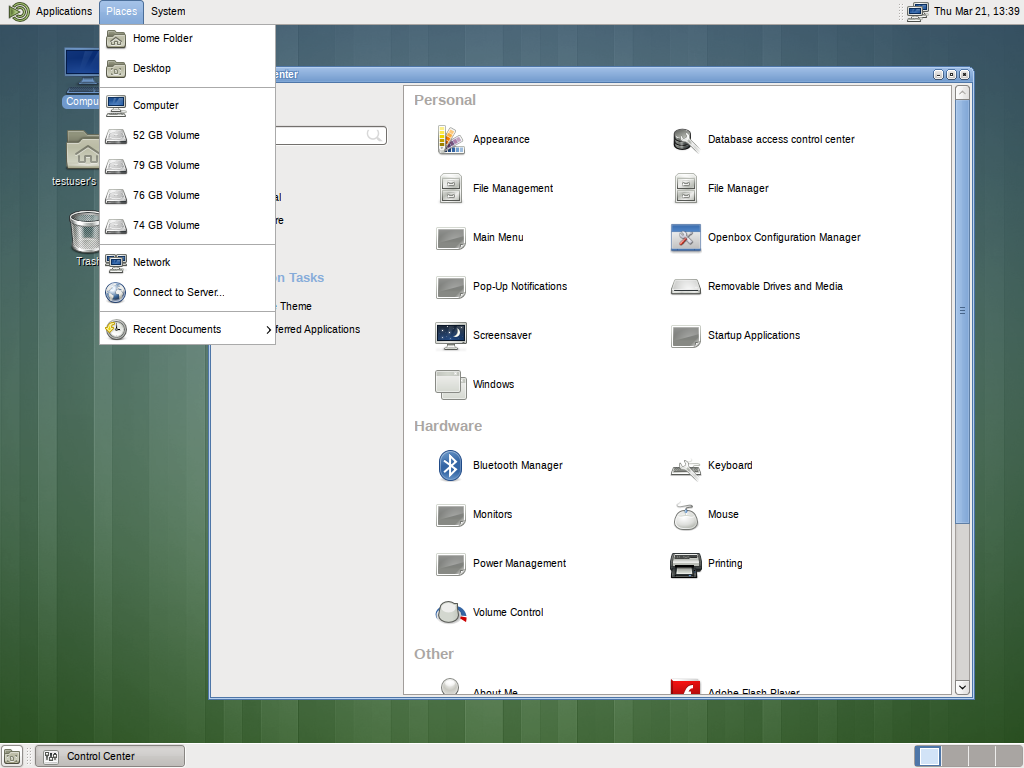 Applications Places System
Thu Mar 21, 13:39
Home Folder
Desktop
Computer
52 GB Volume
79 GB Volume
76 GB Volume
74 GB Volume
Network
Connect to Server...
Recent Documents
Compu
testuser's
Trash
enter
al
re
n Tasks
Theme
ferred Applications
Personal
Appearance
Database access control center
File Management
File Manager
Main Menu
Openbox Configuration Manager
Pop-Up Notifications
Removable Drives and Media
Screensaver
Startup Applications
Windows
Hardware
Bluetooth Manager
Keyboard
Monitors
Mouse
Power Management
Printing
Volume Control
Other
About Me
Adobe Flash Player
Control Center